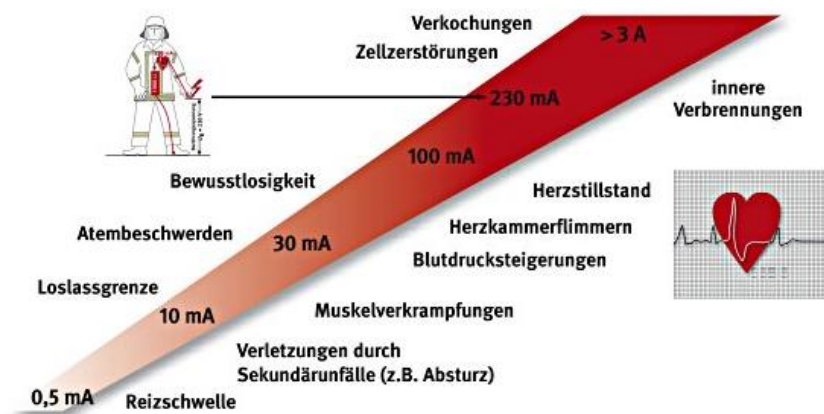 Verkochungen
> 3 A
Zellzerstörungen
innere
Verbrennungen
230 mA
100 mA
Bewusstlosigkeit
Herzstillstand
Atembeschwerden
30 mA
Herzkammerflimmern
Blutdrucksteigerungen
Loslassgrenze
10 mA
Muskelverkrampfungen
Verletzungen durch
Sekundärunfälle (z.B. Absturz)
0,5 mA
Reizschwelle